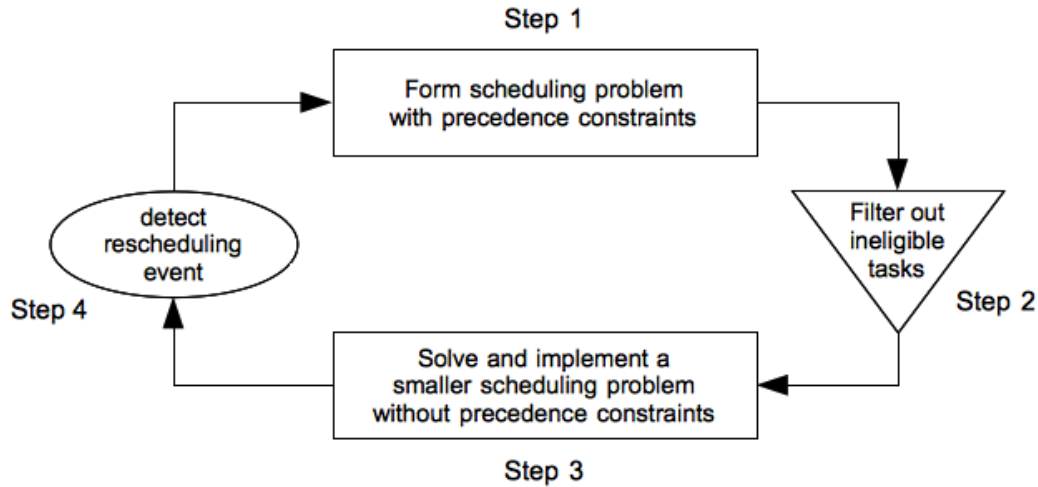 Step 1
Form scheduling problem
with precedence constraints
Filter out
ineligible
tasks
Step 2
Solve and implement a
smaller scheduling problem
without precedence constraints
Step 3
detect
rescheduling
event
Step 4